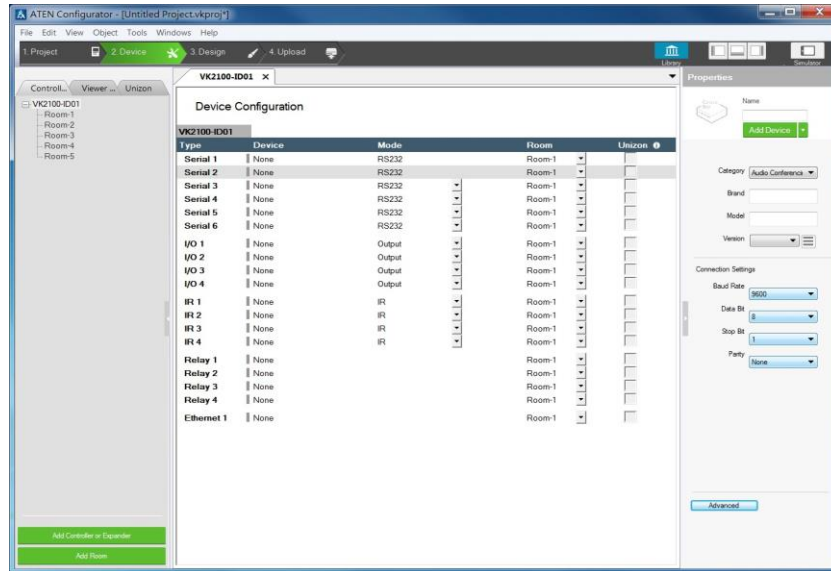 ATEN Configurator - [Untitled Project.vkproj*]
File Edit View Object Tools Windows Help
1. Project 2. Device 3. Design 4. Upload
Library Simulator
Controll... Viewer ... Unizon
VK2100-ID01
Room-1
Room-2
Room-3
Room-4
Room-5
Add Controller or Expander
Add Room
VK2100-ID01 ×
Device Configuration
VK2100-ID01
Type Device Mode Room Unizon
Serial 1 None RS232 Room-1
Serial 2 None RS232 Room-1
Serial 3 None RS232 Room-1
Serial 4 None RS232 Room-1
Serial 5 None RS232 Room-1
Serial 6 None RS232 Room-1
I/O 1 None Output Room-1
I/O 2 None Output Room-1
I/O 3 None Output Room-1
I/O 4 None Output Room-1
IR 1 None IR Room-1
IR 2 None IR Room-1
IR 3 None IR Room-1
IR 4 None IR Room-1
Relay 1 None Room-1
Relay 2 None Room-1
Relay 3 None Room-1
Relay 4 None Room-1
Ethernet 1 None Room-1
Properties
Name
Add Device
Category Audio Conferenci
Brand
Model
Version
Connection Settings
Baud Rate 9600
Data Bit 8
Stop Bit 1
Parity None
Advanced